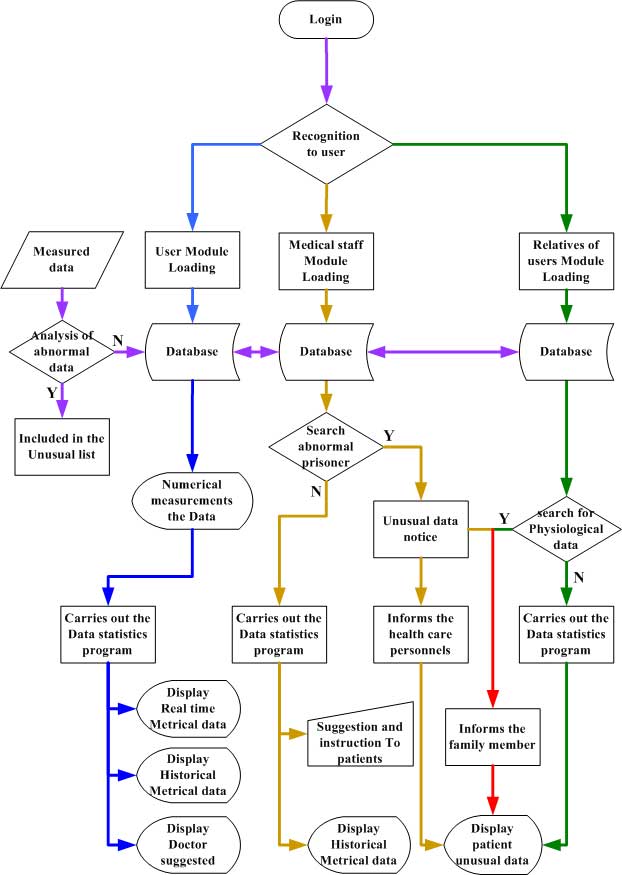 Login
Recognition
to user
Measured
data
User Module
Loading
Medical staff
Module
Loading
Relatives of
users Module
Loading
Analysis of
abnormal
data
N
Database
Database
Database
Y
Included in the
Unusual list
Search
abnormal
prisoner
Y
N
Numerical
measurements
the Data
Unusual data
notice
Y
search for
Physiological
data
N
Carries out the
Data statistics
program
Carries out the
Data statistics
program
Informs the
health care
personnels
Carries out the
Data statistics
program
Display
Real time
Metrical data
Suggestion and
instruction To
patients
Informs the
family member
Display
Historical
Metrical data
Display
Doctor
suggested
Display
Historical
Metrical data
Display
patient
unusual data